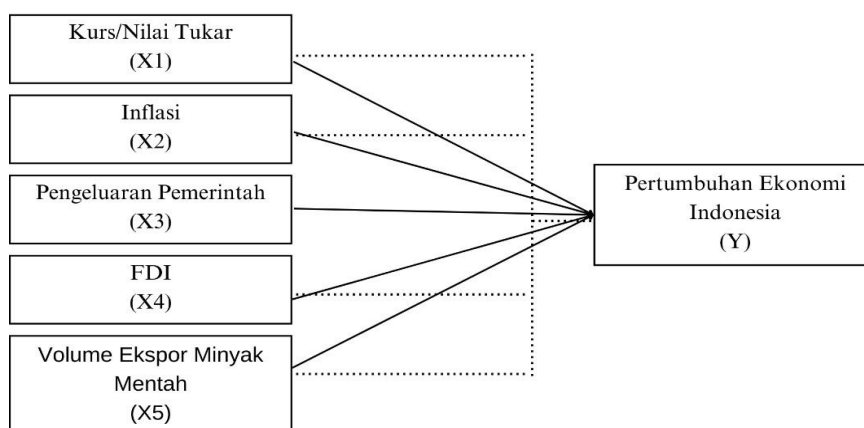 Kurs/Nilai Tukar
(X1)
Inflasi
(X2)
Pengeluaran Pemerintah
(X3)
FDI
(X4)
Volume Ekspor Minyak
Mentah
(X5)
Pertumbuhan Ekonomi
Indonesia
(Y)